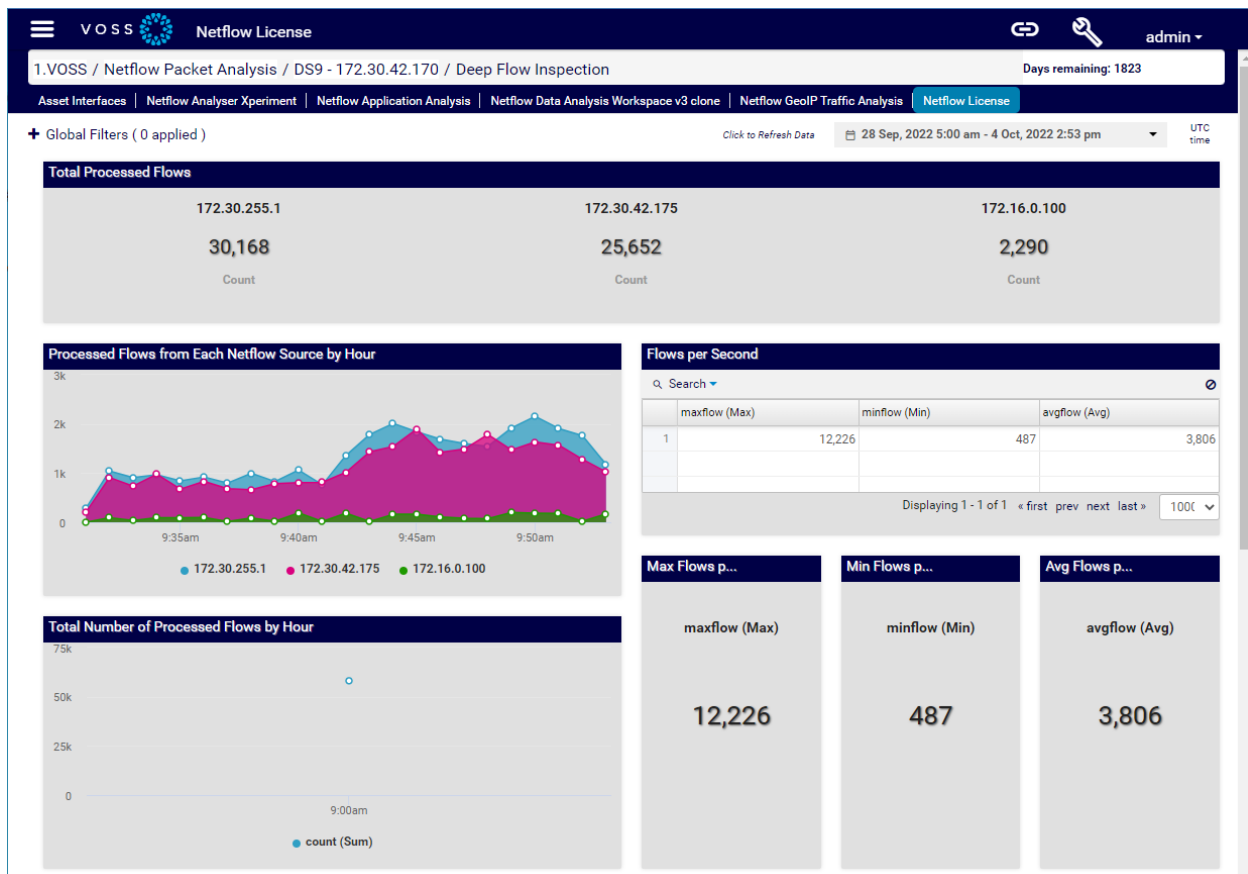 VOSS Netflow License admin
1.VOSS / Netflow Packet Analysis / DS9 - 172.30.42.170 / Deep Flow Inspection Days remaining: 1823
Asset Interfaces | Netflow Analyser Xperiment | Netflow Application Analysis | Netflow Data Analysis Workspace v3 clone | Netflow GeoIP Traffic Analysis | Netflow License
+ Global Filters ( 0 applied ) Click to Refresh Data 28 Sep, 2022 5:00 am - 4 Oct, 2022 2:53 pm UTC time
Total Processed Flows
172.30.255.1 172.30.42.175 172.16.0.100
30,168 25,652 2,290
Count Count Count
Processed Flows from Each Netflow Source by Hour
3k
2k
1k
0
9:35am 9:40am 9:45am 9:50am
172.30.255.1 172.30.42.175 172.16.0.100
Flows per Second
Search
maxflow (Max) minflow (Min) avgflow (Avg)
1 12,226 487 3,806
Displaying 1 - 1 of 1 «first prev next last» 100
Total Number of Processed Flows by Hour
75k
50k
25k
0
9:00am
count (Sum)
Max Flows p... Min Flows p... Avg Flows p...
maxflow (Max) minflow (Min) avgflow (Avg)
12,226 487 3,806